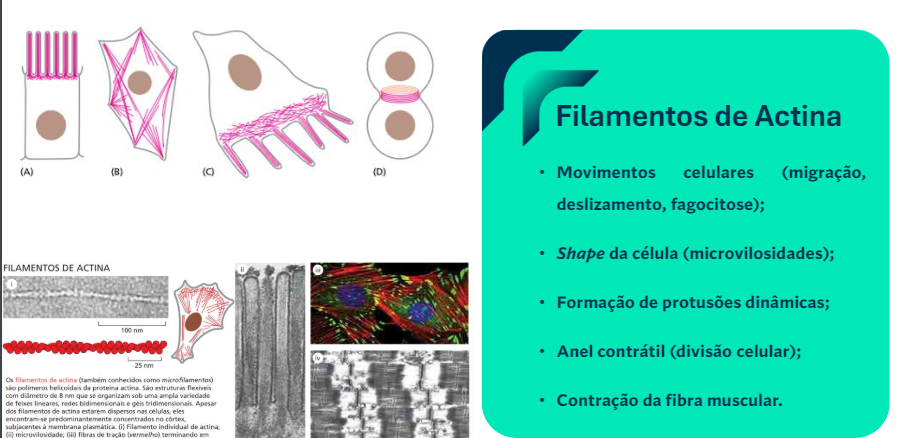 (A)
(B)
(C)
(D)
FILAMENTOS DE ACTINA
i
100 nm
25 nm
ii
iii
iv
Os filamentos de actina (também conhecidos como microfilamentos)
são polímeros helicoidais da proteína actina. São estruturas flexíveis
com diâmetro de 8 nm que se organizam sob uma ampla variedade
de feixes lineares, redes bidimensionais e géis tridimensionais. Apesar
dos filamentos de actina estarem dispersos nas células, eles
encontram-se predominantemente concentrados no córtex,
subjacentes à membrana plasmática. (i) Filamento individual de actina;
(ii) microvilosidade; (iii) fibras de tração (vermelho) terminando em
Filamentos de Actina
• Movimentos celulares (migração,
deslizamento, fagocitose);
• Shape da célula (microvilosidades);
• Formação de protusões dinâmicas;
• Anel contrátil (divisão celular);
• Contração da fibra muscular.